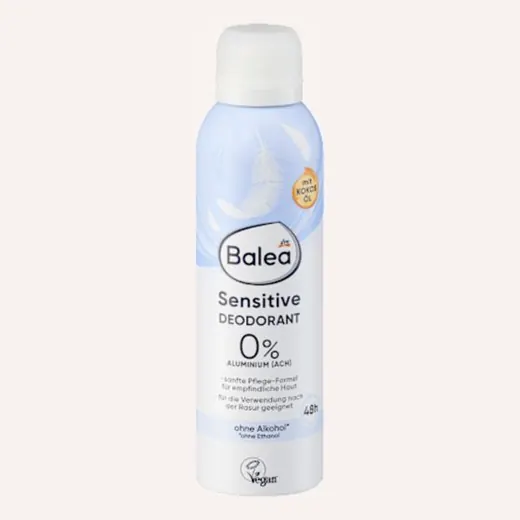 mit
KOKOS
ÖL
dm
Balea
Sensitive
DEODORANT
0%
ALUMINIUM (ACH)
-sanfte Pflege-Formel
für empfindliche Haut
für die Verwendung nach
der Rasur geeignet
48h
ohne Alkohol*
*ohne Ethanol
Vegan